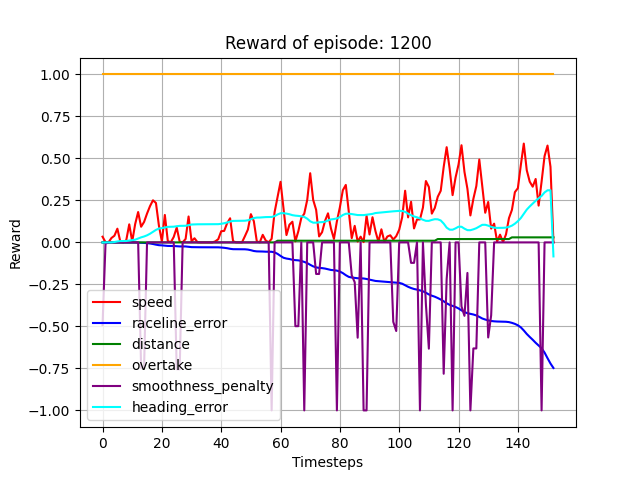 Reward of episode: 1200
1.00
0.75
0.50
0.25
0.00
−0.25
−0.50
−0.75
−1.00
Reward
speed
raceline_error
distance
overtake
smoothness_penalty
heading_error
0 20 40 60 80 100 120 140
Timesteps